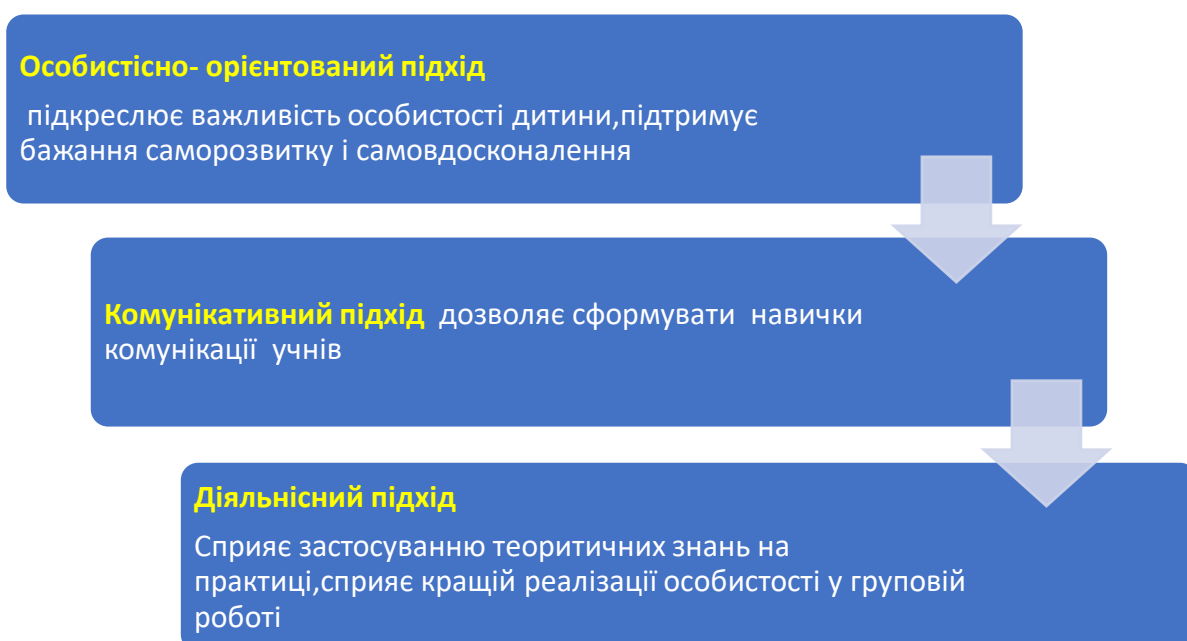 Особистісно- орієнтований підхід
підкреслює важливість особистості дитини,підтримує
бажання саморозвитку і самовдосконалення
Комунікативний підхід дозволяє сформувати навички
комунікації учнів
Діяльнісний підхід
Сприяє застосуванню теоритичних знань на
практиці,сприяє кращій реалізації особистості у груповій
роботі